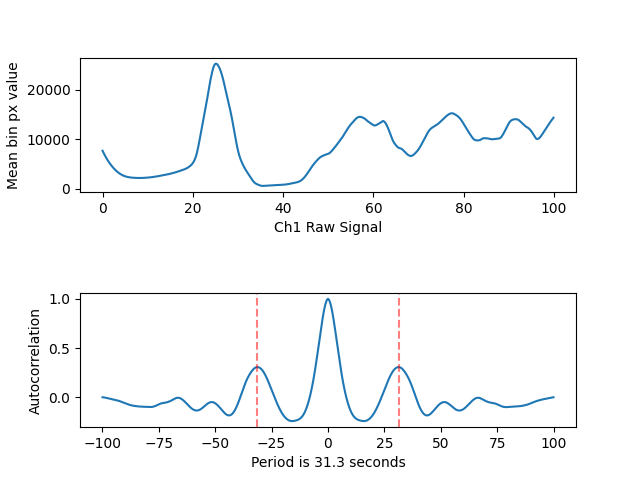 Mean bin px value
20000
10000
0
0 20 40 60 80 100
Ch1 Raw Signal
Autocorrelation
1.0
0.5
0.0
−100 −75 −50 −25 0 25 50 75 100
Period is 31.3 seconds